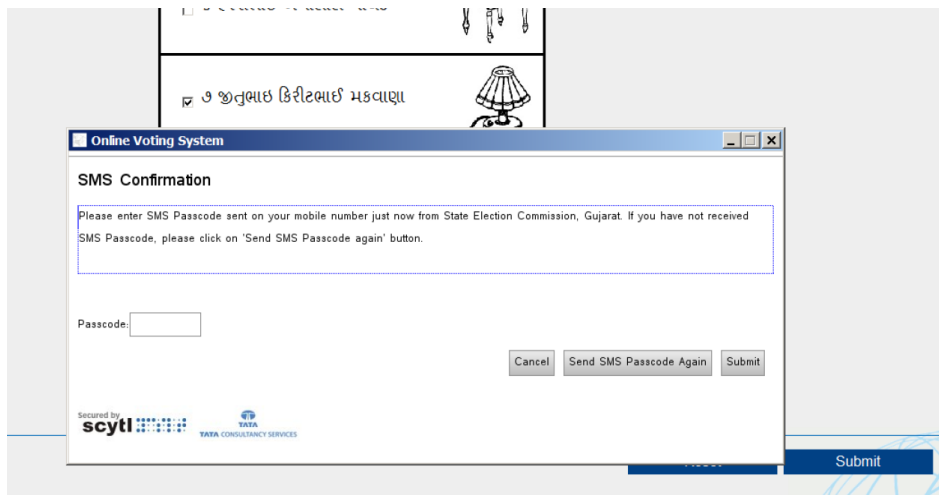 ૭ જીતુભાઇ કિરીટભાઈ મકવાણા
Online Voting System
SMS Confirmation
Please enter SMS Passcode sent on your mobile number just now from State Election Commission, Gujarat. If you have not received
SMS Passcode, please click on 'Send SMS Passcode again' button.
Passcode:
Cancel Send SMS Passcode Again Submit
Secured by
scytl
TATA
TATA CONSULTANCY SERVICES
Submit